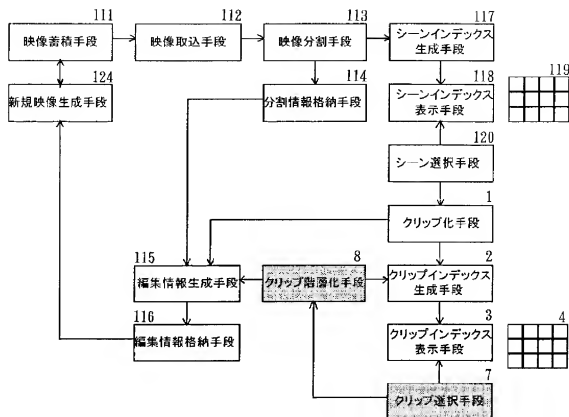 111
映像蓄積手段
112
映像取込手段
113
映像分割手段
117
シーンインデックス
生成手段
124
新規映像生成手段
114
分割情報格納手段
118
シーンインデックス
表示手段
119
120
シーン選択手段
1
クリップ化手段
115
編集情報生成手段
8
クリップ階層化手段
2
クリップインデックス
生成手段
116
編集情報格納手段
3
クリップインデックス
表示手段
4
7
クリップ選択手段